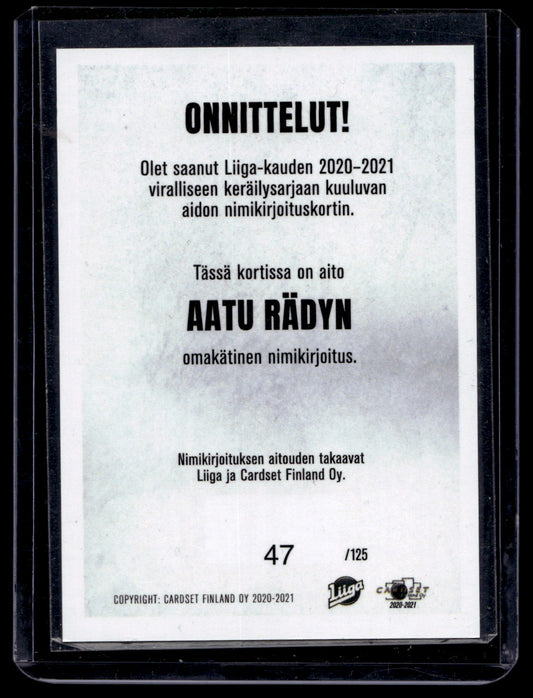 ONNITTELUT!
Olet saanut Liiga-kauden 2020–2021
viralliseen keräilysarjaan kuuluvan
aidon nimikirjoituskortin.
Tässä kortissa on aito
AATU RÄDYN
omakätinen nimikirjoitus.
Nimikirjoituksen aitouden takaavat
Liiga ja Cardset Finland Oy.
47 /125
COPYRIGHT: CARDSET FINLAND OY 2020-2021
Liiga
CARDSET
2020-2021